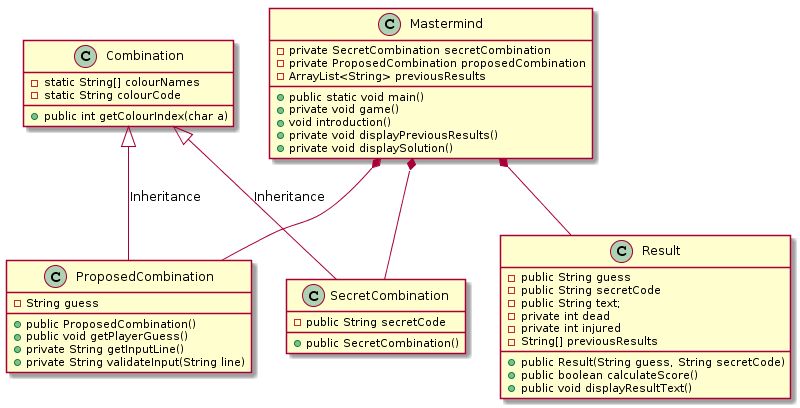 C Mastermind
private SecretCombination secretCombination
private ProposedCombination proposedCombination
ArrayList<String> previousResults
public static void main()
private void game()
void introduction()
private void displayPreviousResults()
private void displaySolution()
C Combination
static String[] colourNames
static String colourCode
public int getColourIndex(char a)
Inheritance
Inheritance
C ProposedCombination
String guess
public ProposedCombination()
public void getPlayerGuess()
private String getInputLine()
private String validateInput(String line)
C SecretCombination
public String secretCode
public SecretCombination()
C Result
public String guess
public String secretCode
public String text;
private int dead
private int injured
String[] previousResults
public Result(String guess, String secretCode)
public boolean calculateScore()
public void displayResultText()